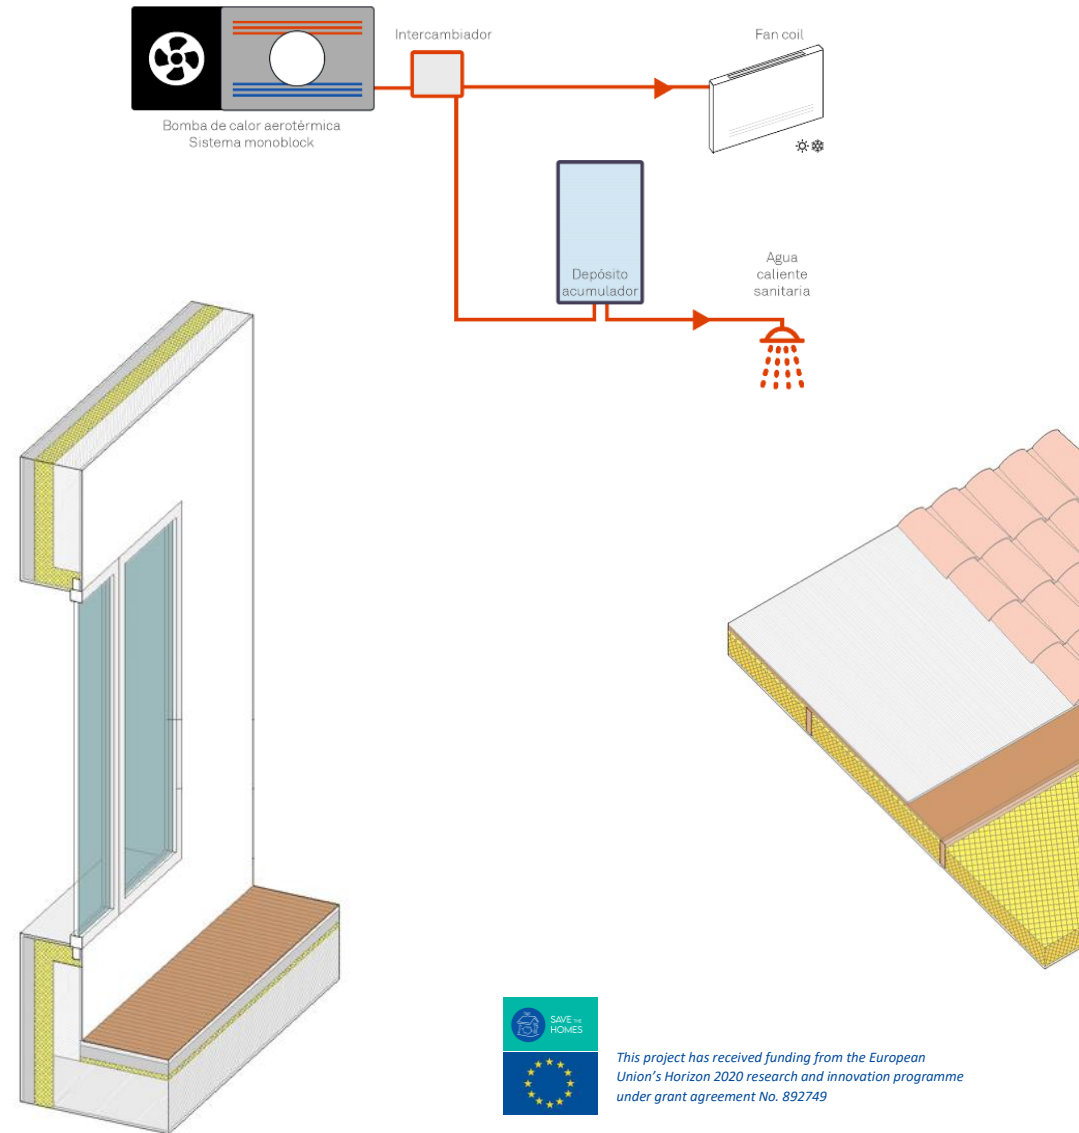 Intercambiador
Fan coil
Bomba de calor aerotérmica
Sistema monoblock
Agua
caliente
sanitaria
Depósito
acumulador
SAVE THE
HOMES
This project has received funding from the European
Union's Horizon 2020 research and innovation programme
under grant agreement No. 892749